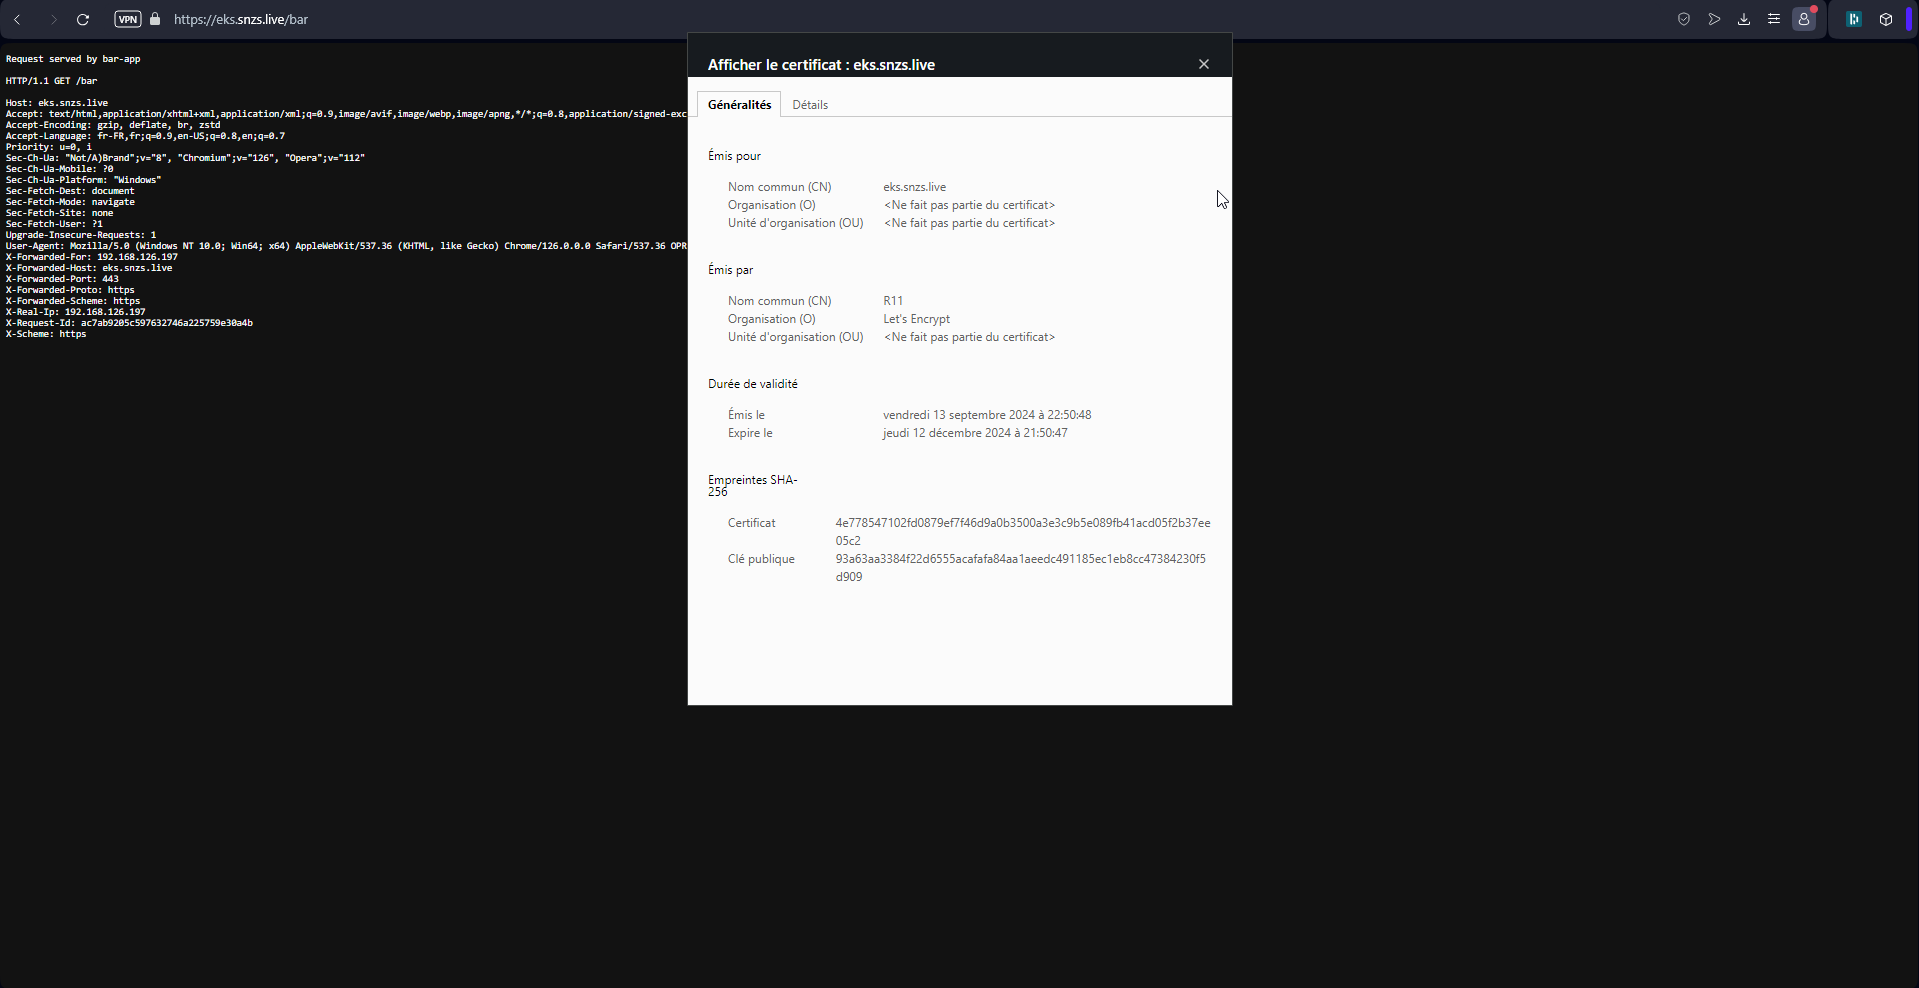 VPN https://eks.snzs.live/bar
Request served by bar-app
HTTP/1.1 GET /bar
Host: eks.snzs.live
Accept: text/html,application/xhtml+xml,application/xml;q=0.9,image/avif,image/webp,image/apng,*/*;q=0.8,application/signed-exc
Accept-Encoding: gzip, deflate, br, zstd
Accept-Language: fr-FR,fr;q=0.9,en-US;q=0.8,en;q=0.7
Priority: u=0, i
Sec-Ch-Ua: "Not/A)Brand";v="8", "Chromium";v="126", "Opera";v="112"
Sec-Ch-Ua-Mobile: ?0
Sec-Ch-Ua-Platform: "Windows"
Sec-Fetch-Dest: document
Sec-Fetch-Mode: navigate
Sec-Fetch-Site: none
Sec-Fetch-User: ?1
Upgrade-Insecure-Requests: 1
User-Agent: Mozilla/5.0 (Windows NT 10.0; Win64; x64) AppleWebKit/537.36 (KHTML, like Gecko) Chrome/126.0.0.0 Safari/537.36 OPR
X-Forwarded-For: 192.168.126.197
X-Forwarded-Host: eks.snzs.live
X-Forwarded-Port: 443
X-Forwarded-Proto: https
X-Forwarded-Scheme: https
X-Real-Ip: 192.168.126.197
X-Request-Id: ac7ab9205c597632746a225759e30a4b
X-Scheme: https
Afficher le certificat : eks.snzs.live
Généralités Détails
Émis pour
Nom commun (CN) eks.snzs.live
Organisation (O) <Ne fait pas partie du certificat>
Unité d'organisation (OU) <Ne fait pas partie du certificat>
Émis par
Nom commun (CN) R11
Organisation (O) Let's Encrypt
Unité d'organisation (OU) <Ne fait pas partie du certificat>
Durée de validité
Émis le vendredi 13 septembre 2024 à 22:50:48
Expire le jeudi 12 décembre 2024 à 21:50:47
Empreintes SHA-
256
Certificat 4e778547102fd0879ef7f46d9a0b3500a3e3c9b5e089fb41acd05f2b37ee
05c2
Clé publique 93a63aa3384f22d6555acafafa84aa1aeedc491185ec1eb8cc47384230f5
d909